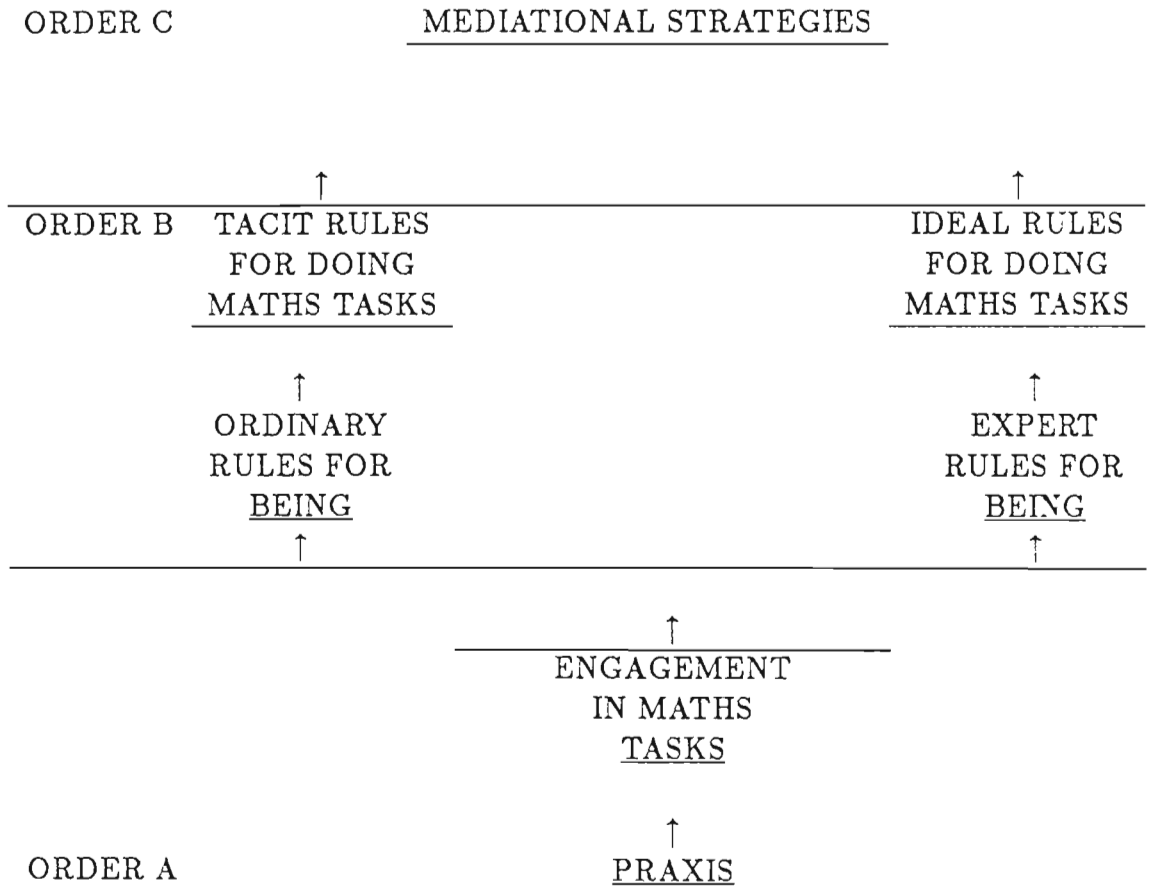 ORDER C MEDIATIONAL STRATEGIES
↑ ↑
ORDER B TACIT RULES IDEAL RULES
FOR DOING FOR DOING
MATHS TASKS MATHS TASKS
↑ ↑
ORDINARY EXPERT
RULES FOR RULES FOR
BEING BEING
↑ ↑
↑
ENGAGEMENT
IN MATHS
TASKS
↑
ORDER A PRAXIS